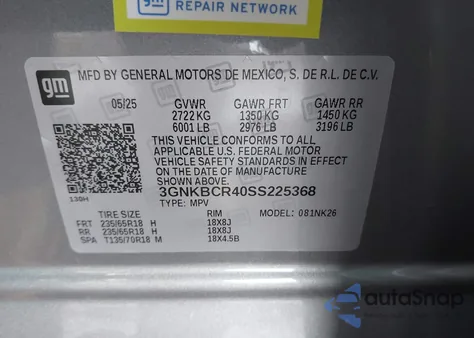 gm
REPAIR NETWORK
gm
MFD BY GENERAL MOTORS DE MEXICO, S. DE R.L. DE C.V.
05/25 GVWR GAWR FRT GAWR RR
2722 KG 1350 KG 1450 KG
6001 LB 2976 LB 3196 LB
THIS VEHICLE CONFORMS TO ALL
APPLICABLE U.S. FEDERAL MOTOR
VEHICLE SAFETY STANDARDS IN EFFECT
ON THE DATE OF MANUFACTURE
SHOWN ABOVE.
3GNKBCR40SS225368
130H
TYPE: MPV MODEL: 081NK26
TIRE SIZE RIM
FRT 235/65R18 H 18X8J
RR 235/65R18 H 18X8J
SPA T135/70R18 M 18X4.5B
autoSnap